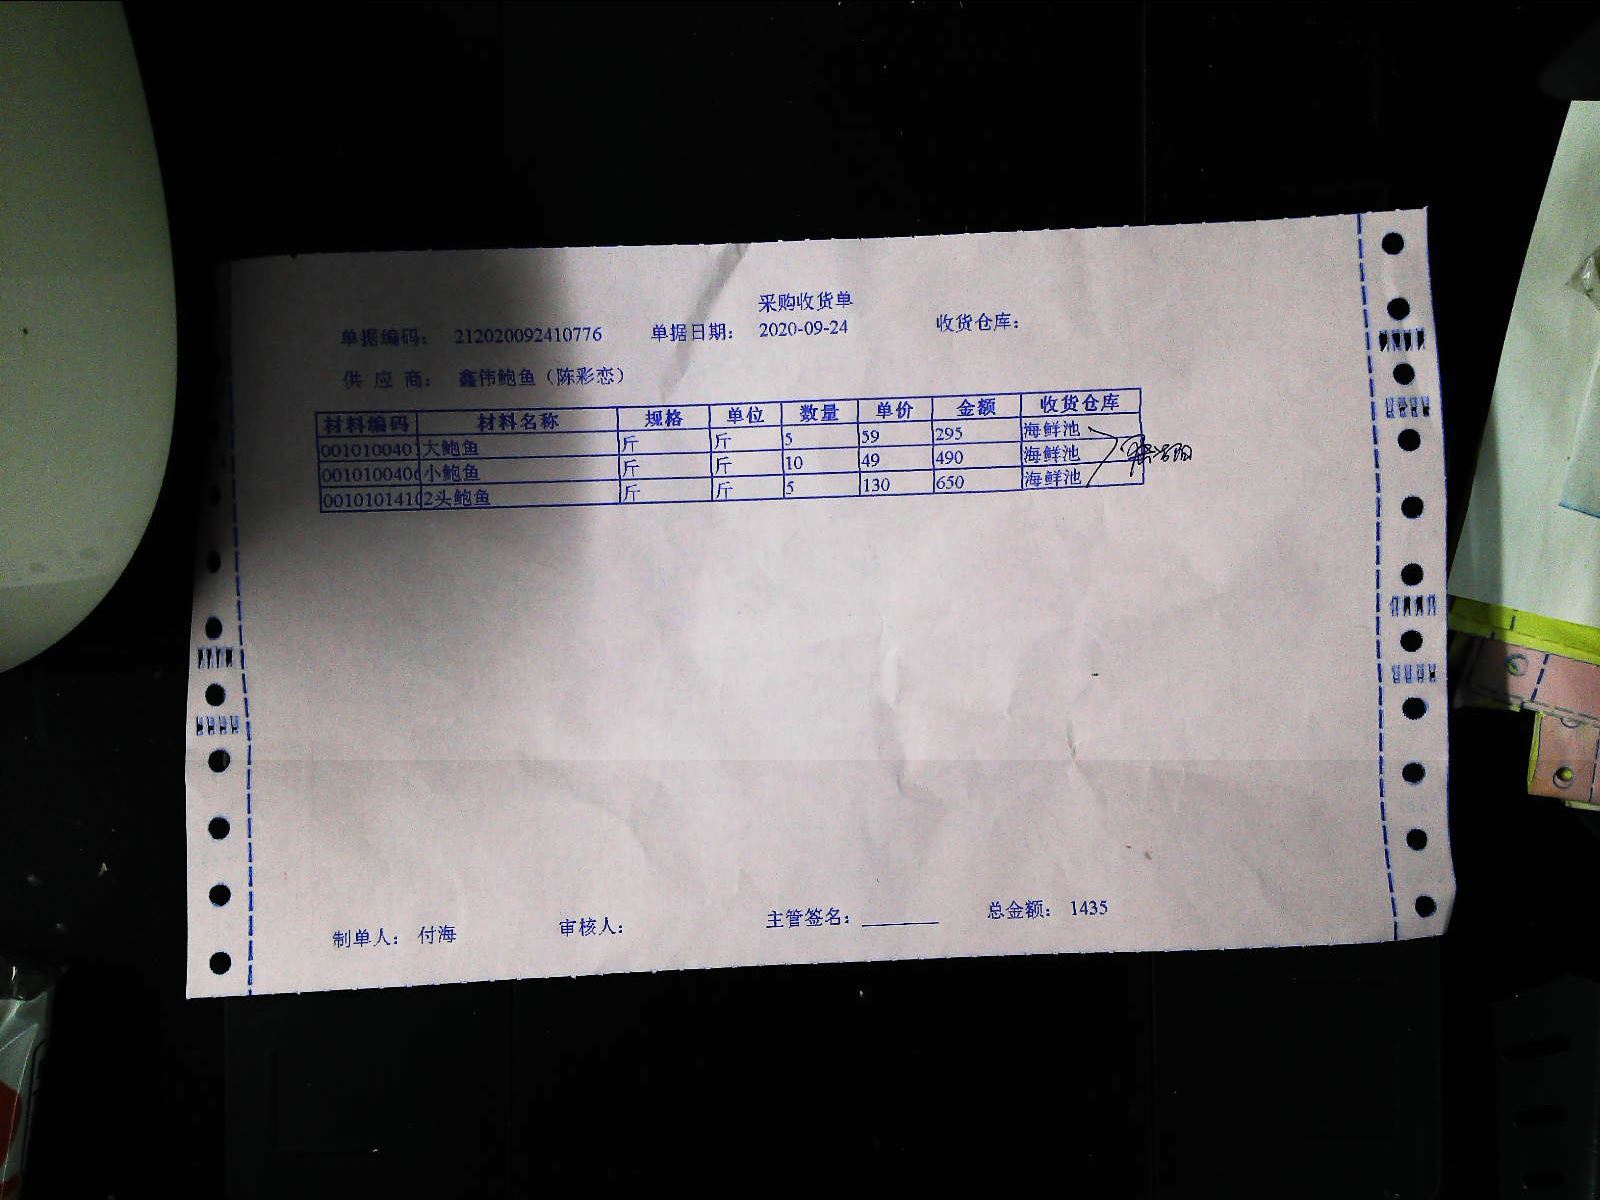 采购收货单
单据编码: 212020092410776 单据日期: 2020-09-24 收货仓库:
供 应 商: 鑫伟鲍鱼（陈彩恋）
材料编码 材料名称 规格 单位 数量 单价 金额 收货仓库
001010040 大鲍鱼 斤 斤 5 59 295 海鲜池
001010040 小鲍鱼 斤 斤 10 49 490 海鲜池
001010141 2头鲍鱼 斤 斤 5 130 650 海鲜池
制单人: 付海 审核人: 主管签名: 总金额: 1435